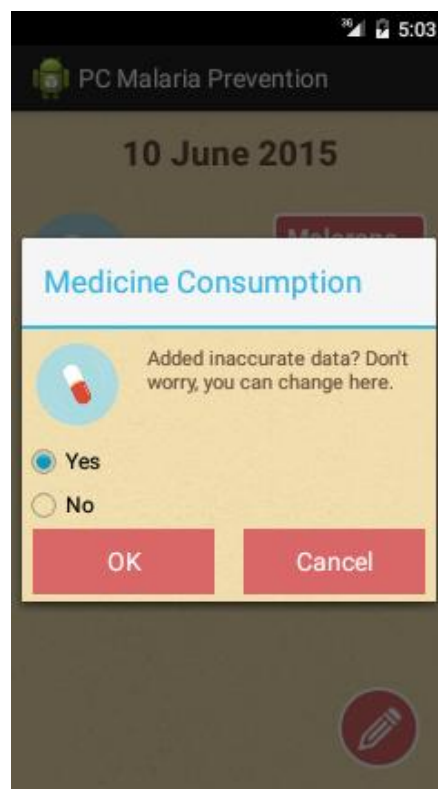 3G 5:03
PC Malaria Prevention
10 June 2015
Medicine Consumption
Added inaccurate data? Don't
worry, you can change here.
Yes
No
OK
Cancel